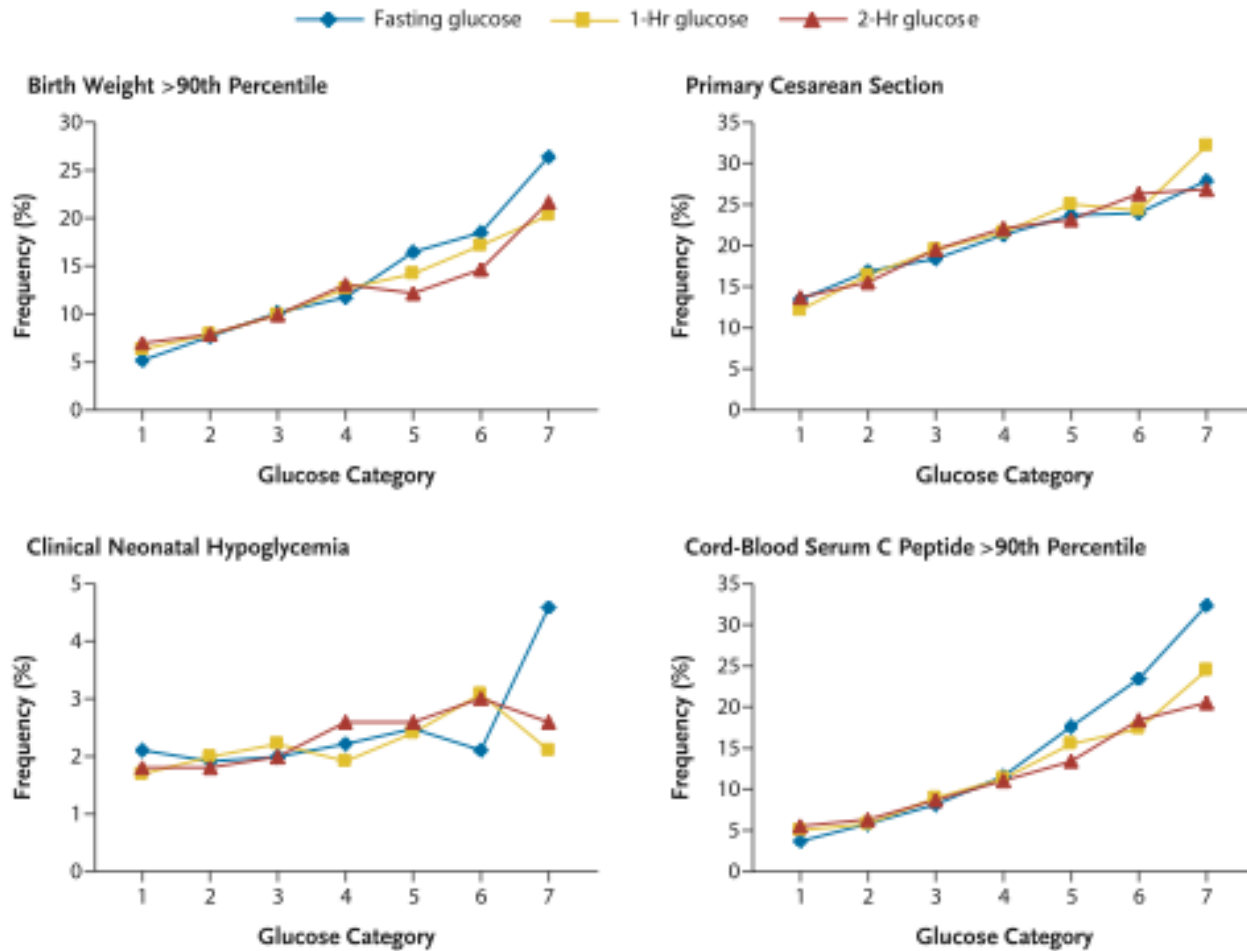 Fasting glucose 1-Hr glucose 2-Hr glucose
Birth Weight >90th Percentile
Frequency (%)
30
25
20
15
10
5
0
1 2 3 4 5 6 7
Glucose Category
Primary Cesarean Section
Frequency (%)
35
30
25
20
15
10
5
0
1 2 3 4 5 6 7
Glucose Category
Clinical Neonatal Hypoglycemia
Frequency (%)
5
4
3
2
1
0
1 2 3 4 5 6 7
Glucose Category
Cord-Blood Serum C Peptide >90th Percentile
Frequency (%)
35
30
25
20
15
10
5
0
1 2 3 4 5 6 7
Glucose Category